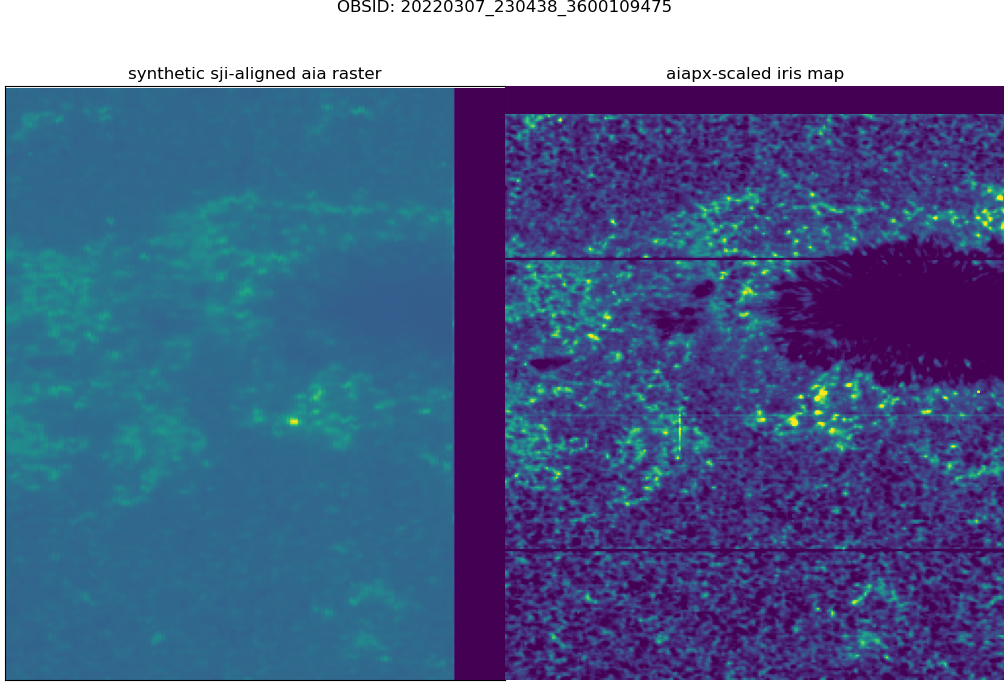 OBSID: 20220307_230438_3600109475
synthetic sji-aligned aia raster
aiapx-scaled iris map